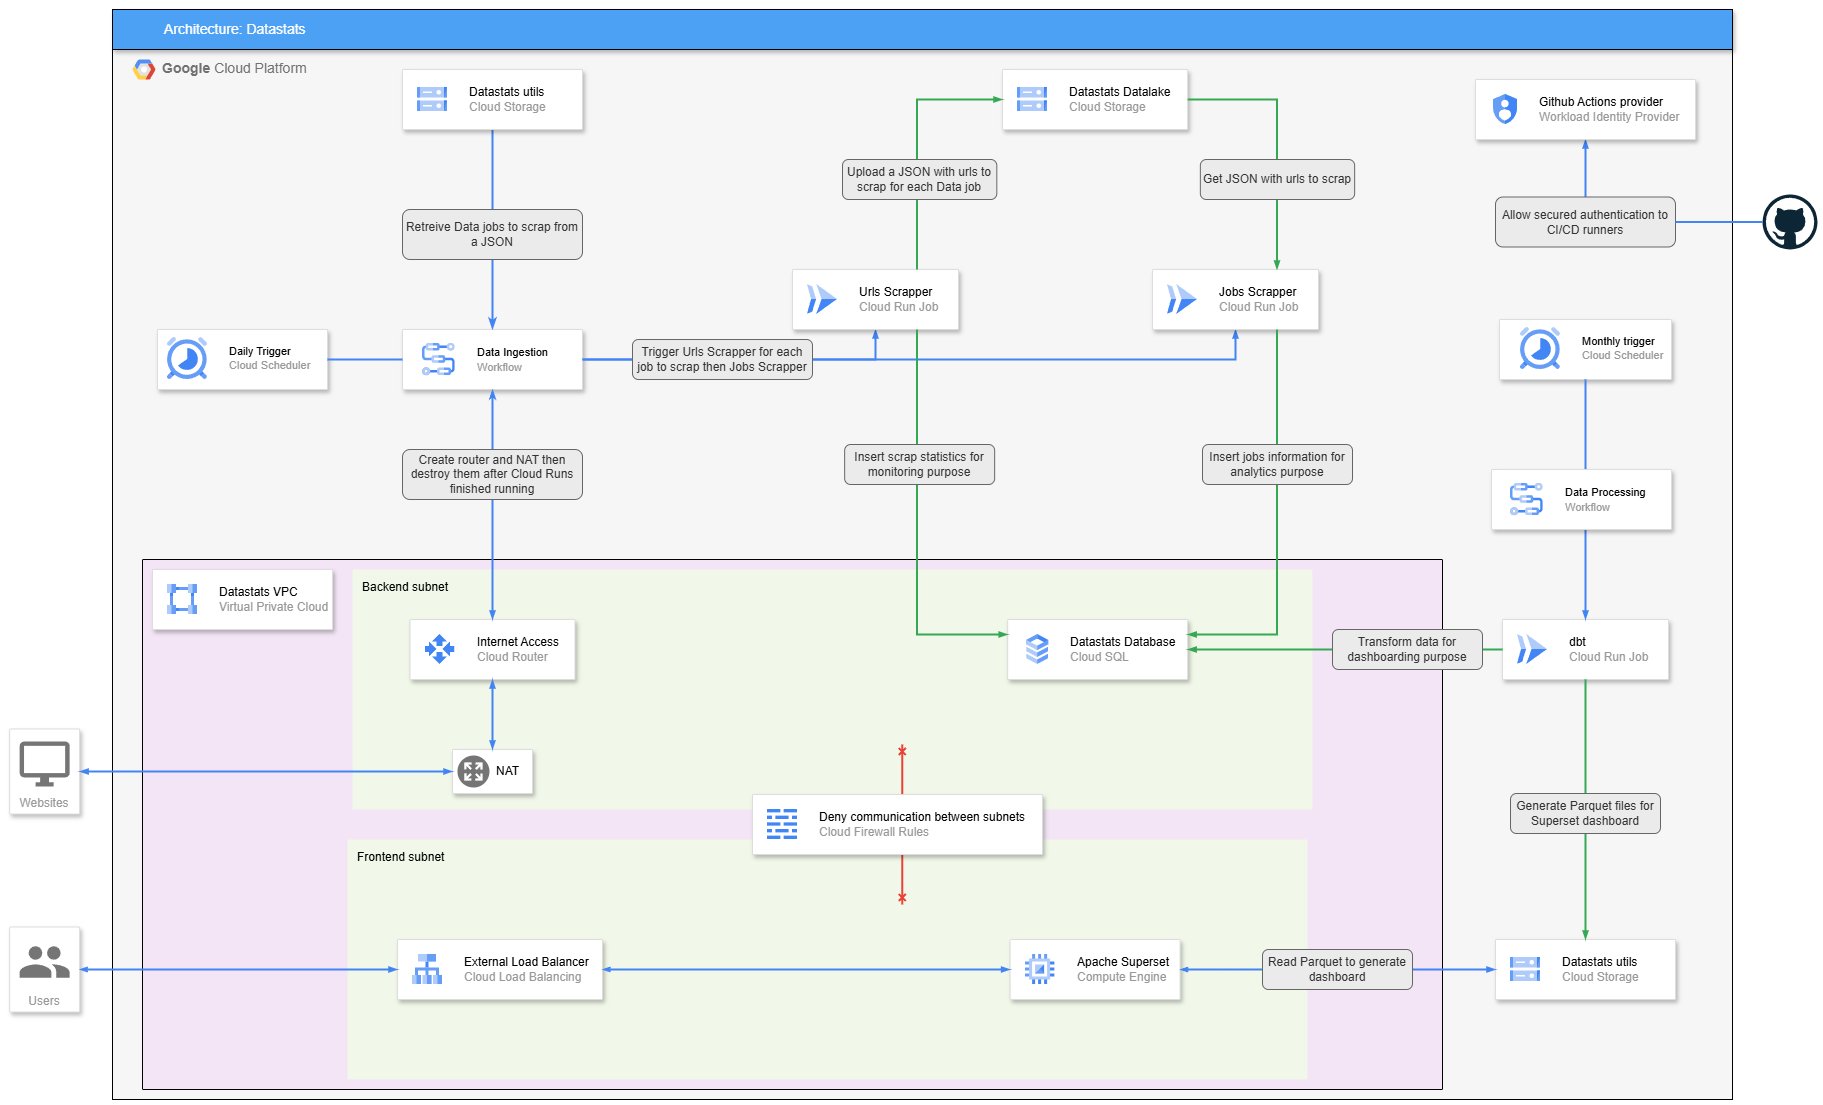 Architecture: Datastats
Google Cloud Platform
Datastats utils
Cloud Storage
Datastats Datalake
Cloud Storage
Github Actions provider
Workload Identity Provider
Upload a JSON with urls to
scrap for each Data job
Get JSON with urls to scrap
Allow secured authentication to
CI/CD runners
Retreive Data jobs to scrap from
a JSON
Urls Scrapper
Cloud Run Job
Jobs Scrapper
Cloud Run Job
Daily Trigger
Cloud Scheduler
Data Ingestion
Workflow
Trigger Urls Scrapper for each
job to scrap then Jobs Scrapper
Monthly trigger
Cloud Scheduler
Create router and NAT then
destroy them after Cloud Runs
finished running
Insert scrap statistics for
monitoring purpose
Insert jobs information for
analytics purpose
Data Processing
Workflow
Datastats VPC
Virtual Private Cloud
Backend subnet
Internet Access
Cloud Router
Datastats Database
Cloud SQL
Transform data for
dashboarding purpose
dbt
Cloud Run Job
Websites
NAT
Deny communication between subnets
Cloud Firewall Rules
Generate Parquet files for
Superset dashboard
Frontend subnet
Users
External Load Balancer
Cloud Load Balancing
Apache Superset
Compute Engine
Read Parquet to generate
dashboard
Datastats utils
Cloud Storage